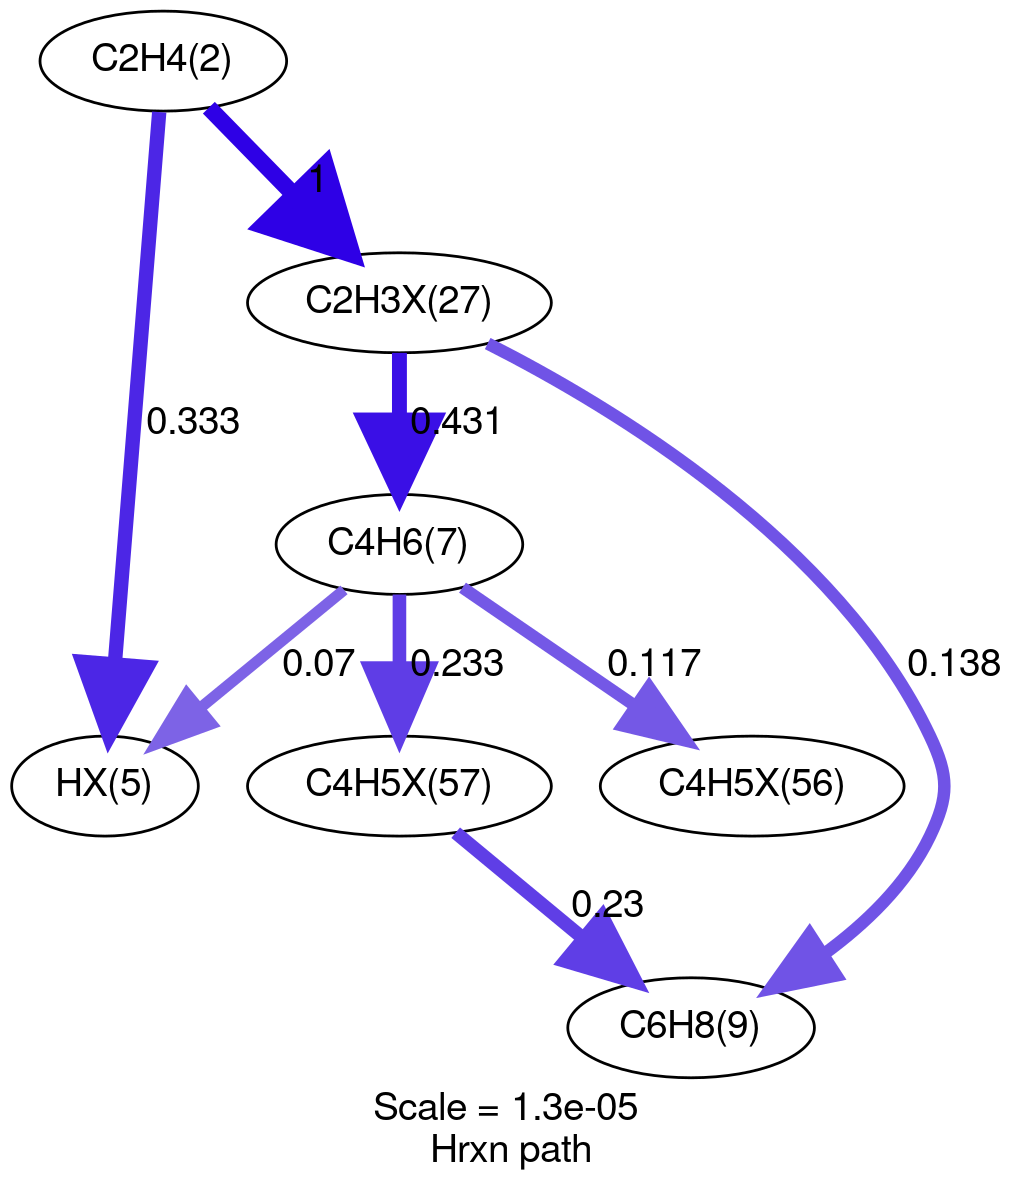 C2H4(2)
1
C2H3X(27)
0.333
0.431
C4H6(7)
0.07
0.233
0.117
0.138
HX(5)
C4H5X(57)
C4H5X(56)
0.23
C6H8(9)
Scale = 1.3e-05
Hrxn path